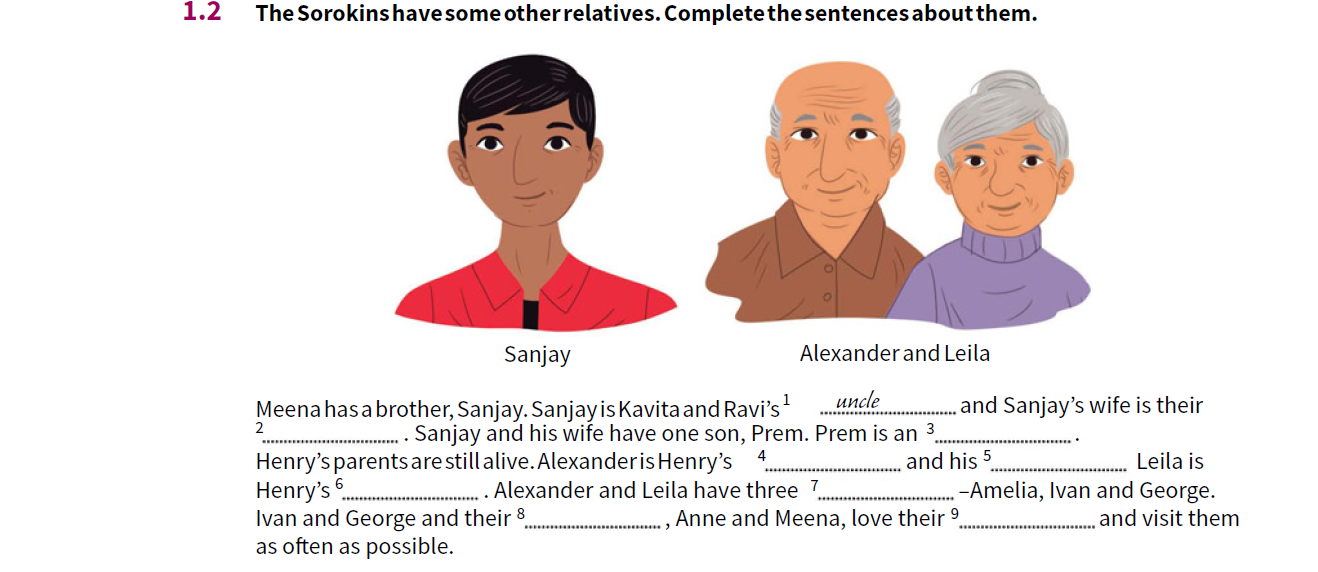 1.2 The Sorokins have some other relatives. Complete the sentences about them.
Sanjay
Alexander and Leila
Meena has a brother, Sanjay. Sanjay is Kavita and Ravi's ¹ uncle and Sanjay's wife is their
² .................... . Sanjay and his wife have one son, Prem. Prem is an ³ .................... .
Henry's parents are still alive. Alexander is Henry's ⁴ .................... and his ⁵ .................... Leila is
Henry's ⁶ .................... . Alexander and Leila have three ⁷ .................... –Amelia, Ivan and George.
Ivan and George and their ⁸ .................... , Anne and Meena, love their ⁹ .................... and visit them
as often as possible.